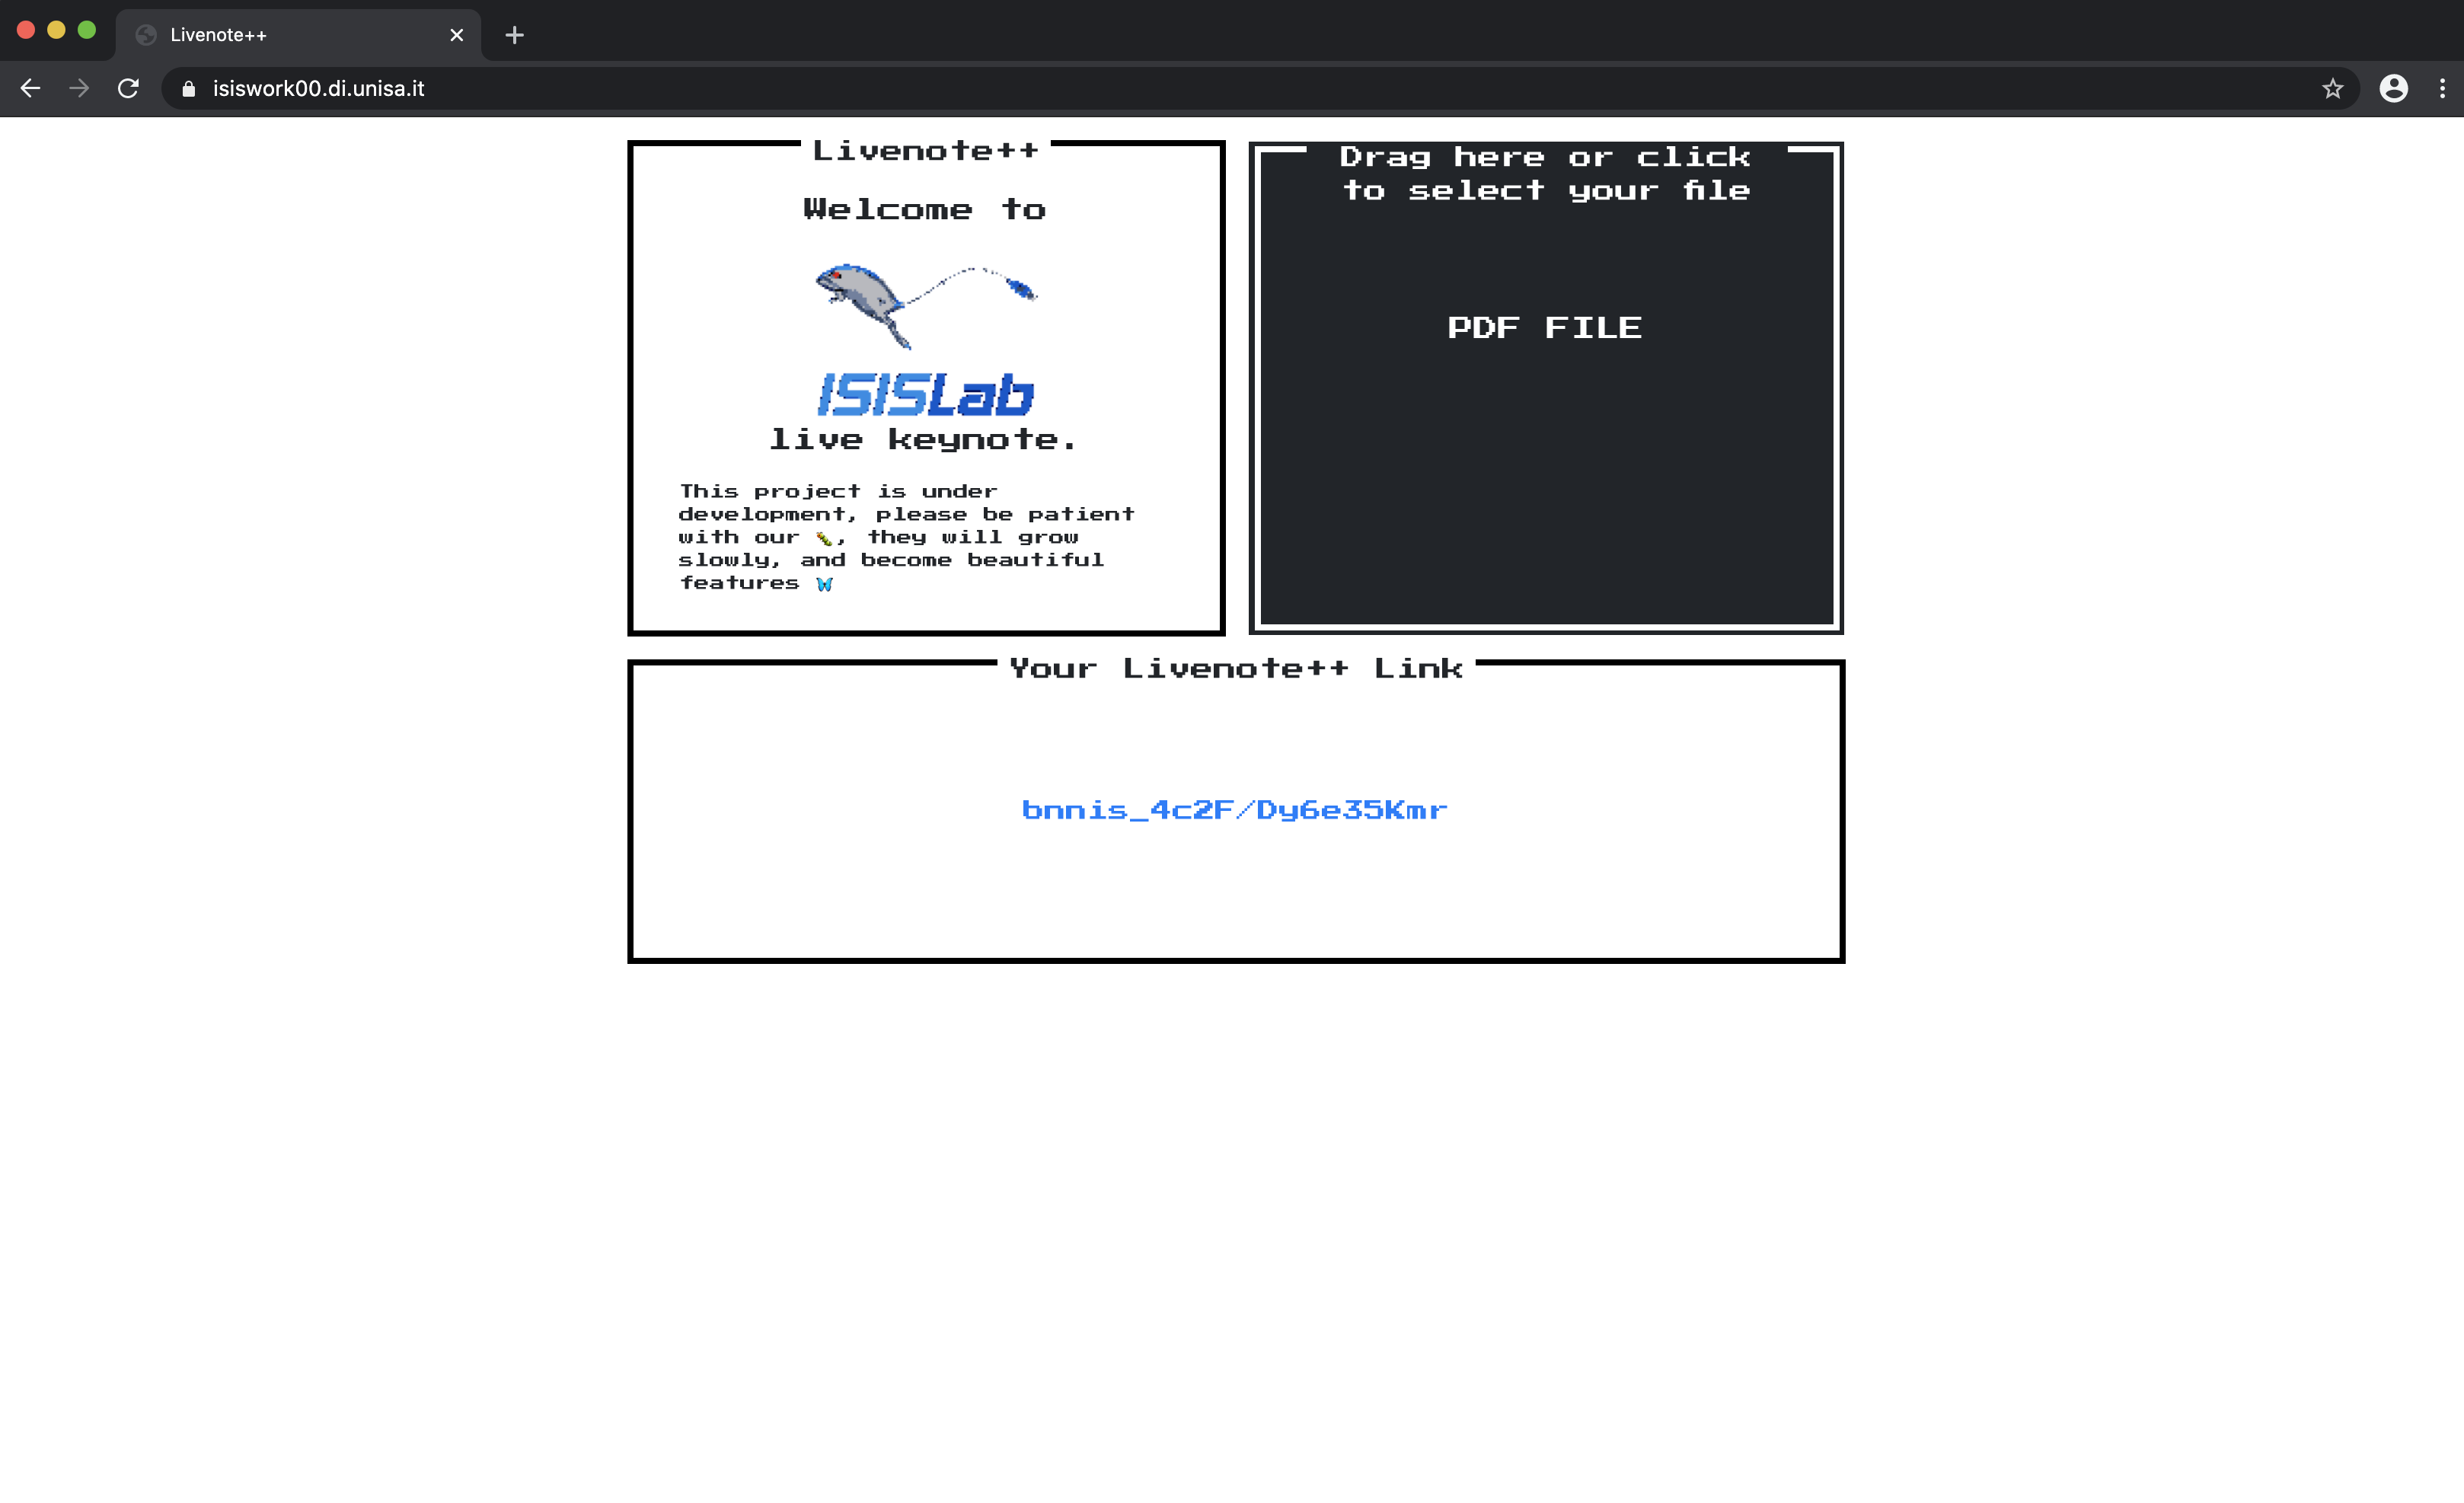 Livenote++
isiswork00.di.unisa.it
Livenote++
Welcome to
ISISLab
live keynote.
This project is under
development, please be patient
with our 🐛, they will grow
slowly, and become beautiful
features 🦋
Drag here or click
to select your file
PDF FILE
Your Livenote++ Link
bnnis_4c2F/Dy6e35Kmr